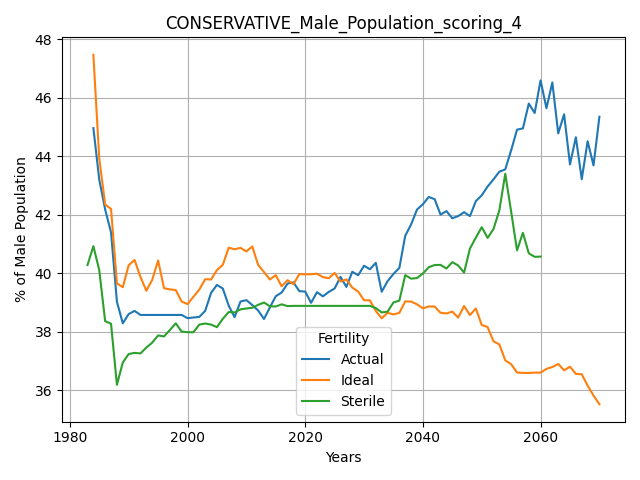 CONSERVATIVE_Male_Population_scoring_4
% of Male Population
48
46
44
42
40
38
36
Fertility
Actual
Ideal
Sterile
1980 2000 2020 2040 2060
Years